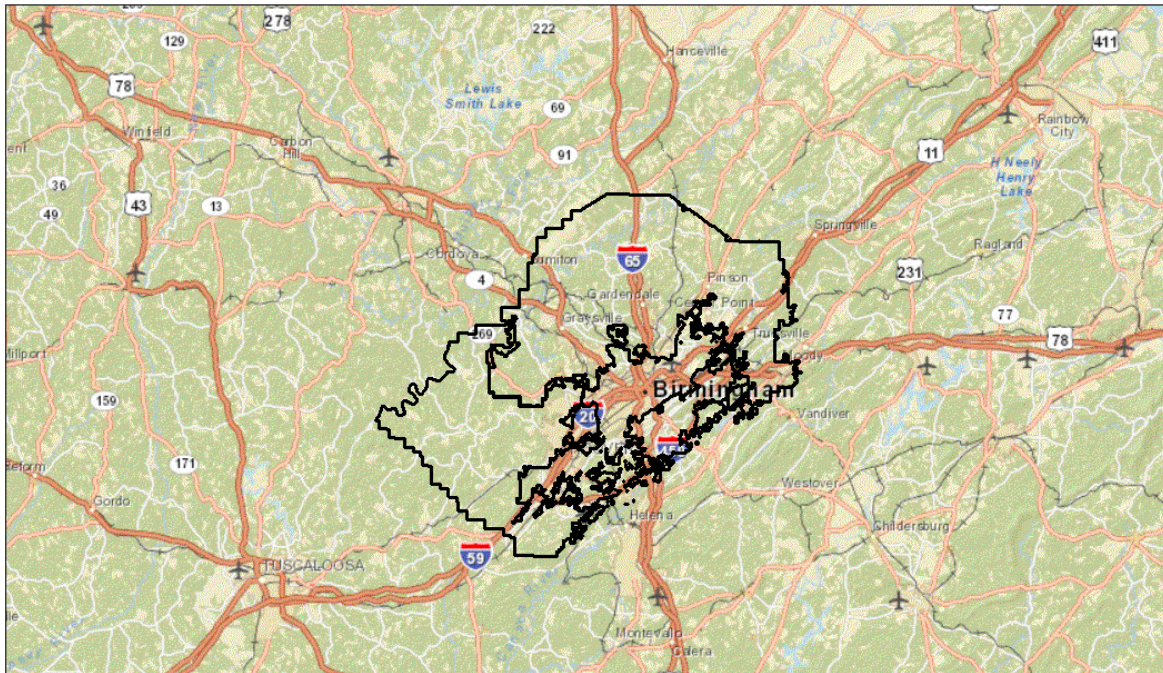 278
129
222
Hanceville
411
78
Lewis
Smith Lake
69
Rainbow
City
Winfield
Carbon
Hill
91
11
H Neely
Henry
Lake
36
49
43
13
Springville
Cordova
65
Ragland
4
Pinson
231
Gardendale
Graysville
269
77
78
Millport
Birmingham
159
20
Vandiver
171
Westover
Gordo
Helena
Childersburg
59
TUSCALOOSA
Montevallo
Calera